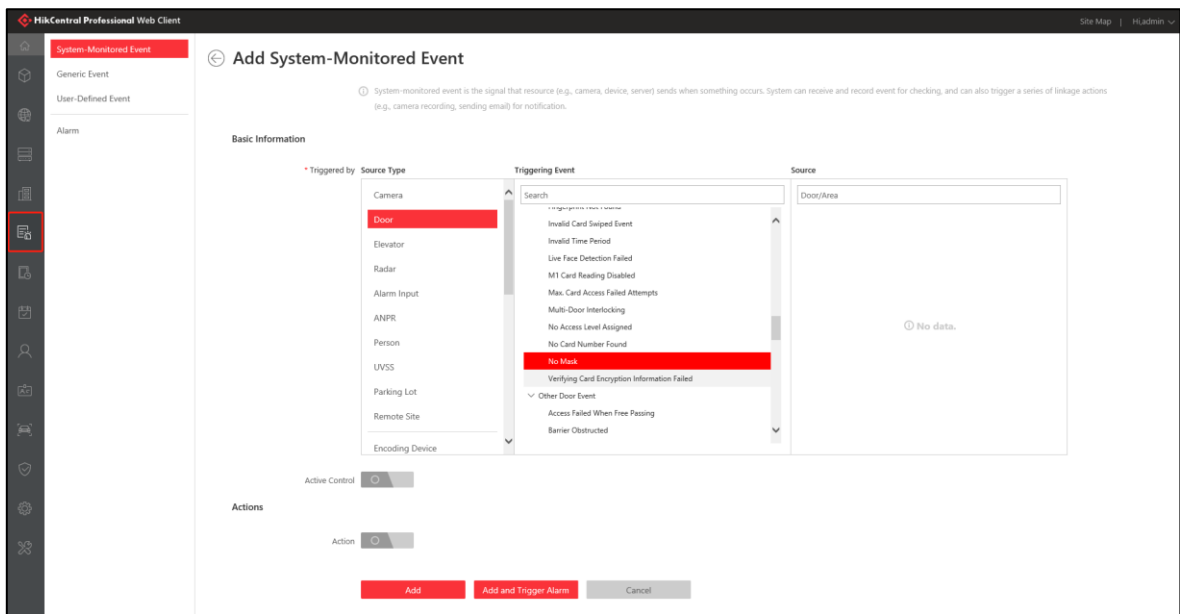 HikCentral Professional Web Client
Site Map | Hi,admin
System-Monitored Event
Generic Event
User-Defined Event
Alarm
Add System-Monitored Event
System-monitored event is the signal that resource (e.g., camera, device, server) sends when something occurs. System can receive and record event for checking, and can also trigger a series of linkage actions
(e.g., camera recording, sending email) for notification.
Basic Information
* Triggered by
Source Type
Camera
Door
Elevator
Radar
Alarm Input
ANPR
Person
UVSS
Parking Lot
Remote Site
Encoding Device
Triggering Event
Search
Fingerprint Not Found
Invalid Card Swiped Event
Invalid Time Period
Live Face Detection Failed
M1 Card Reading Disabled
Max. Card Access Failed Attempts
Multi-Door Interlocking
No Access Level Assigned
No Card Number Found
No Mask
Verifying Card Encryption Information Failed
Other Door Event
Access Failed When Free Passing
Barrier Obstructed
Source
Door/Area
No data.
Active Control
Actions
Action
Add
Add and Trigger Alarm
Cancel